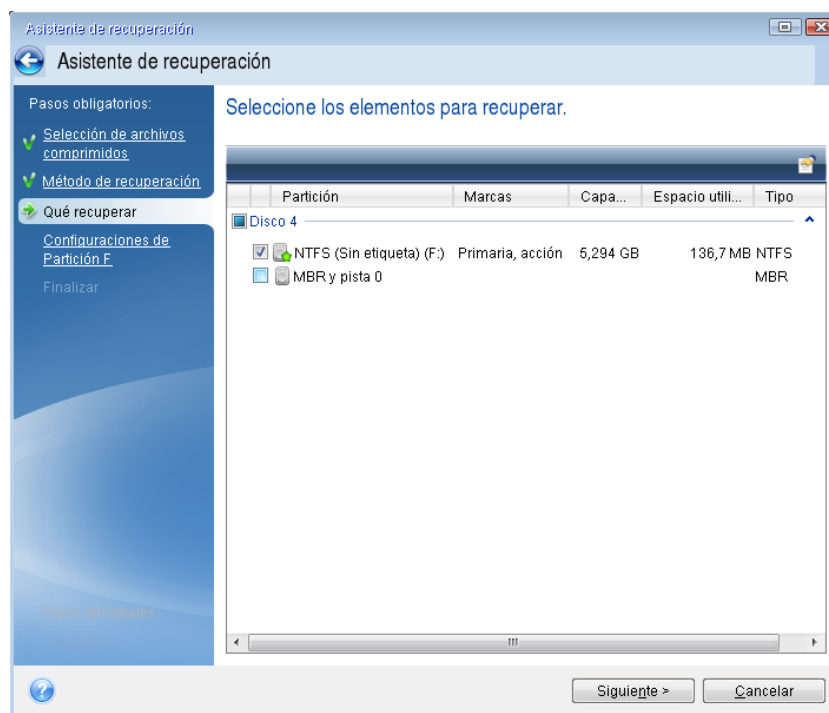 Asistente de recuperación
Asistente de recuperación
Pasos obligatorios:
Selección de archivos
comprimidos
Método de recuperación
Qué recuperar
Configuraciones de
Partición F
Finalizar
Seleccione los elementos para recuperar.
Partición Marcas Capa... Espacio utili... Tipo
Disco 4
NTFS (Sin etiqueta) (F:) Primaria, acción 5,294 GB 136,7 MB NTFS
MBR y pista 0 MBR
Siguiente >
Cancelar